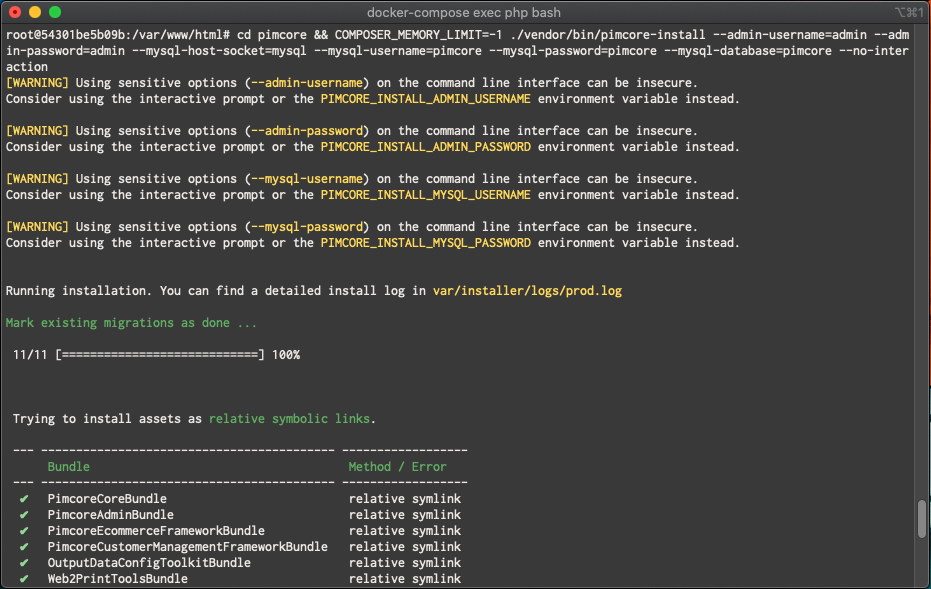 docker-compose exec php bash
⌥⌘1
root@54301be5b09b:/var/www/html# cd pimcore && COMPOSER_MEMORY_LIMIT=-1 ./vendor/bin/pimcore-install --admin-username=admin --adm
in-password=admin --mysql-host-socket=mysql --mysql-username=pimcore --mysql-password=pimcore --mysql-database=pimcore --no-inter
action
[WARNING] Using sensitive options (--admin-username) on the command line interface can be insecure.
Consider using the interactive prompt or the PIMCORE_INSTALL_ADMIN_USERNAME environment variable instead.
[WARNING] Using sensitive options (--admin-password) on the command line interface can be insecure.
Consider using the interactive prompt or the PIMCORE_INSTALL_ADMIN_PASSWORD environment variable instead.
[WARNING] Using sensitive options (--mysql-username) on the command line interface can be insecure.
Consider using the interactive prompt or the PIMCORE_INSTALL_MYSQL_USERNAME environment variable instead.
[WARNING] Using sensitive options (--mysql-password) on the command line interface can be insecure.
Consider using the interactive prompt or the PIMCORE_INSTALL_MYSQL_PASSWORD environment variable instead.
Running installation. You can find a detailed install log in var/installer/logs/prod.log
Mark existing migrations as done ...
11/11 [============================] 100%
Trying to install assets as relative symbolic links.
--- ------------------------------------------ ------------------
Bundle Method / Error
--- ------------------------------------------ ------------------
✔ PimcoreCoreBundle relative symlink
✔ PimcoreAdminBundle relative symlink
✔ PimcoreEcommerceFrameworkBundle relative symlink
✔ PimcoreCustomerManagementFrameworkBundle relative symlink
✔ OutputDataConfigToolkitBundle relative symlink
✔ Web2PrintToolsBundle relative symlink